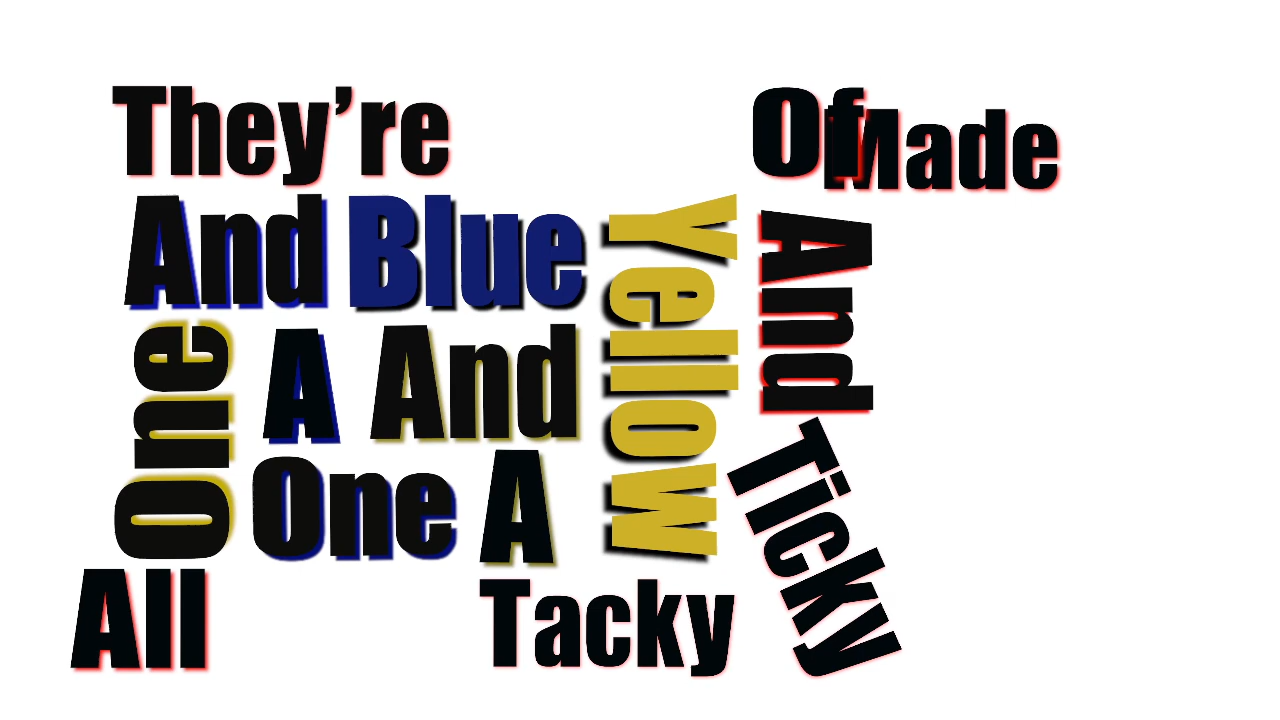 They're
Of
Made
And Blue
Yellow
And
One
A And
One A
Ticky
All
Tacky